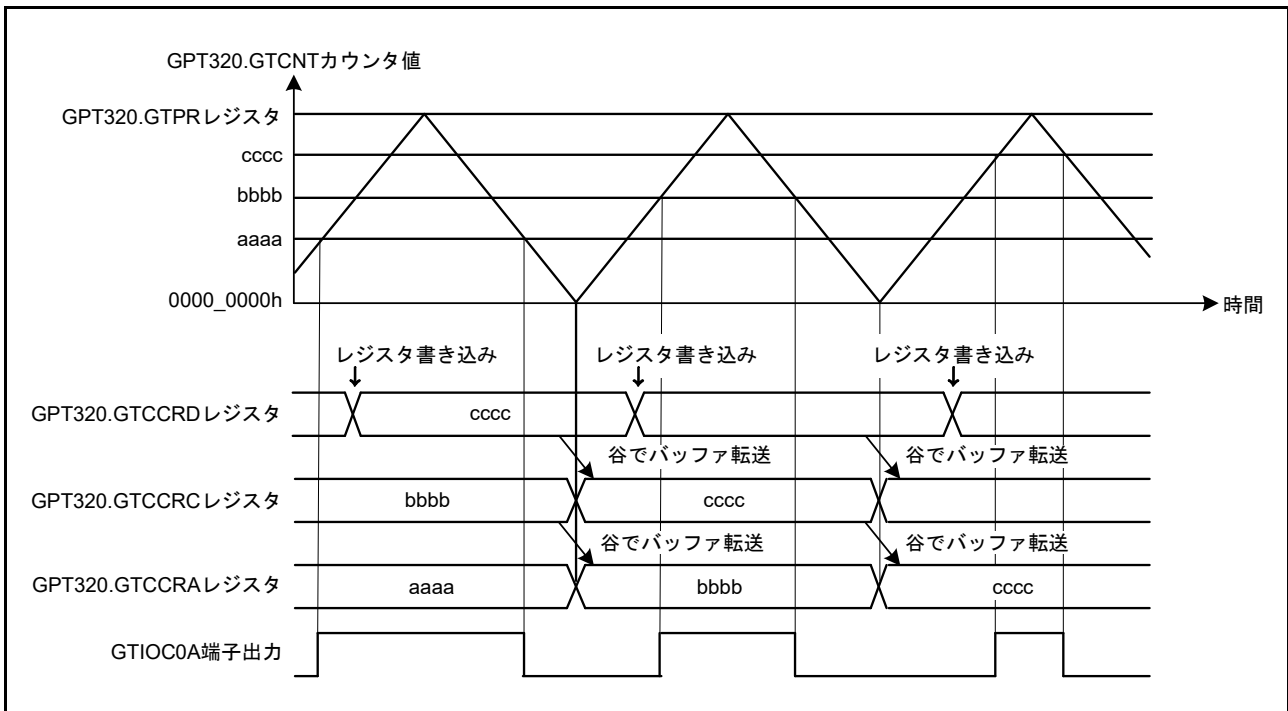 GPT320.GTCNTカウンタ値
GPT320.GTPRレジスタ
cccc
bbbb
aaaa
0000_0000h
時間
レジスタ書き込み レジスタ書き込み レジスタ書き込み
GPT320.GTCCRDレジスタ cccc
谷でバッファ転送 谷でバッファ転送
GPT320.GTCCRCレジスタ bbbb cccc
谷でバッファ転送 谷でバッファ転送
GPT320.GTCCRAレジスタ aaaa bbbb cccc
GTIOC0A端子出力